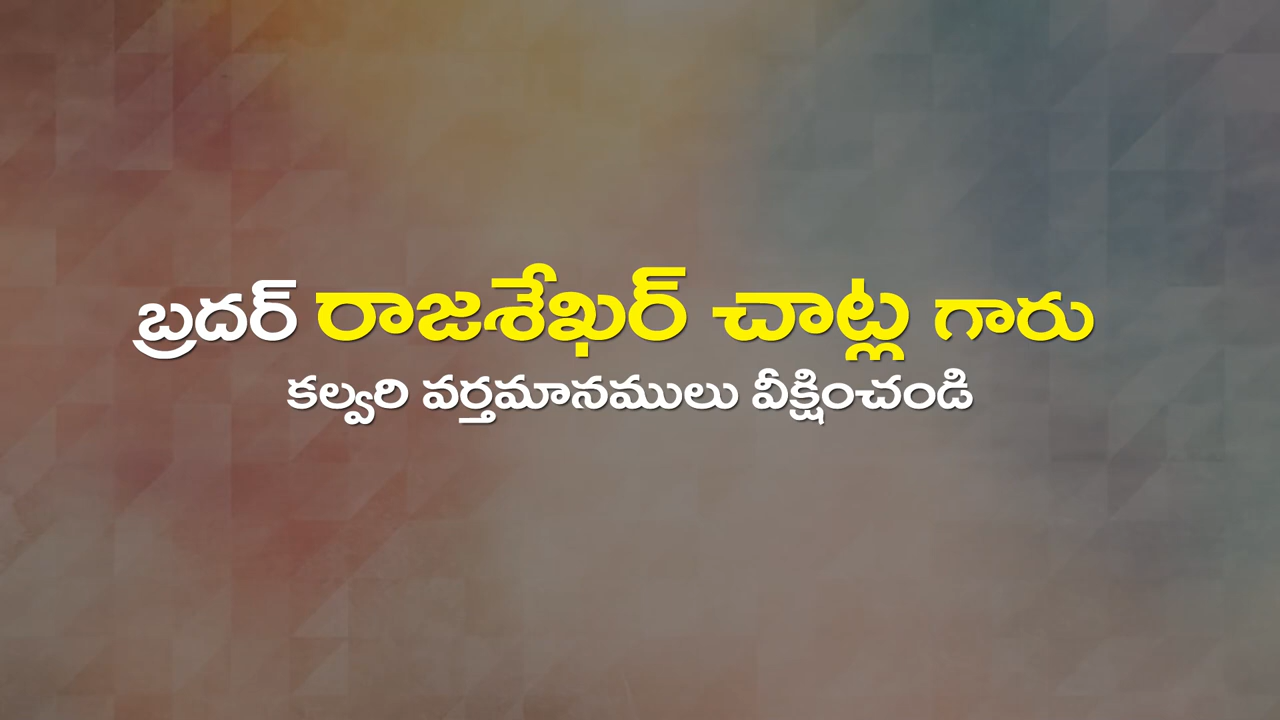 బ్రదర్ రాజశేఖర్ చాట్ల గారు
కల్వరి వర్తమానములు వీక్షించండి